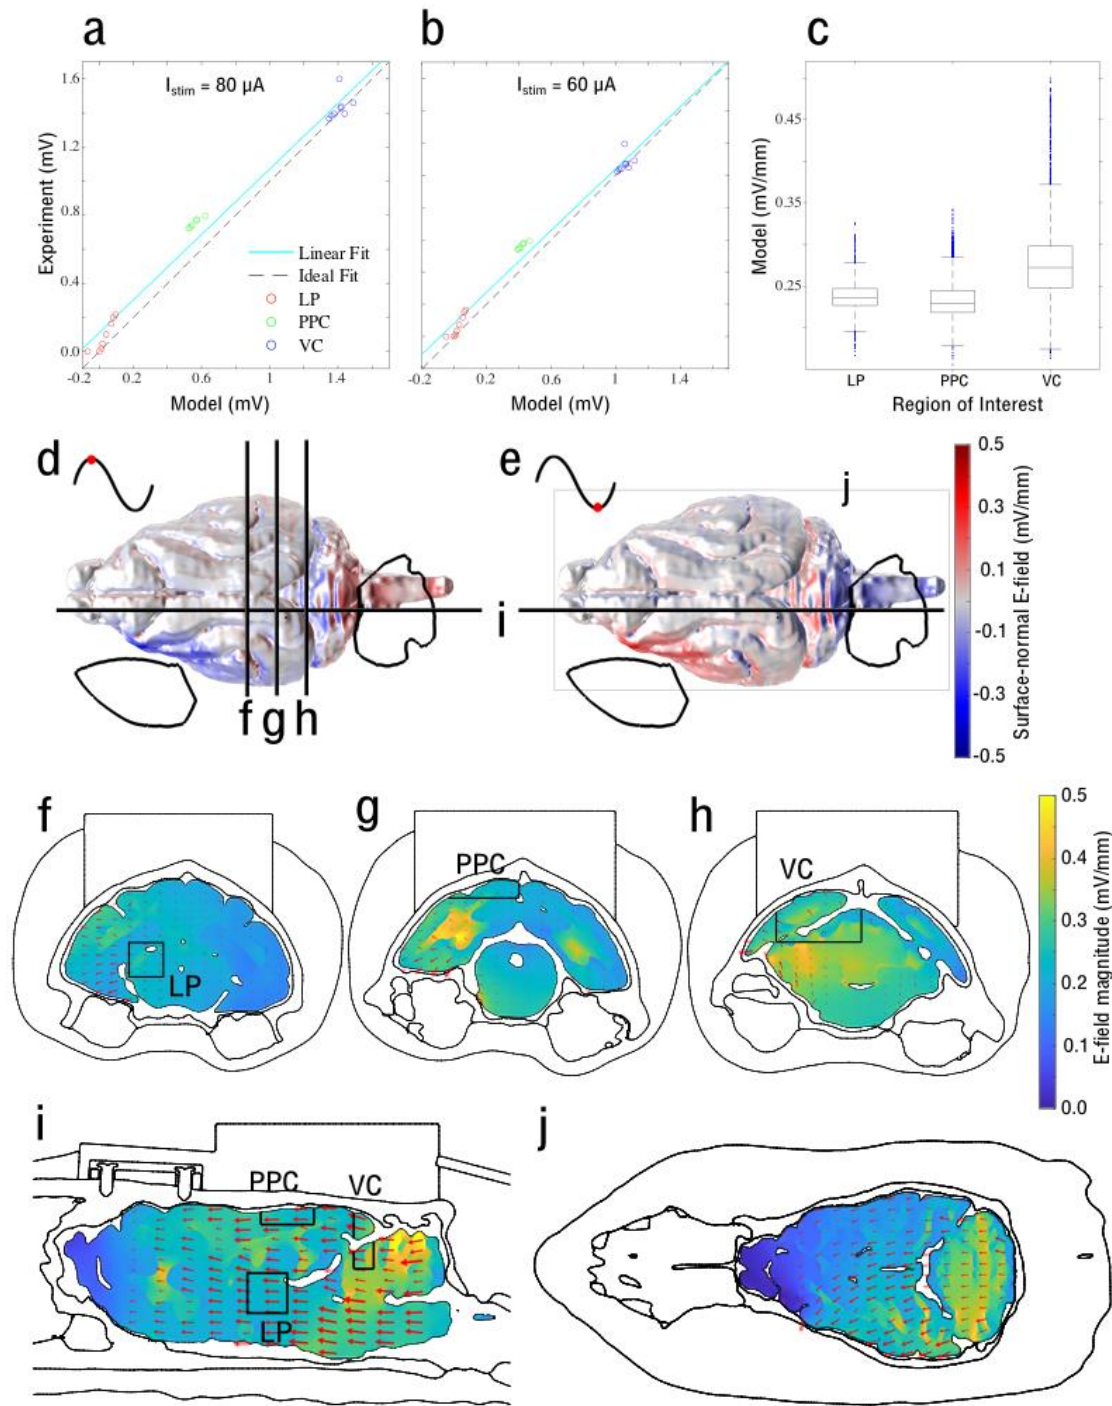 a
b
c
I_stim = 80 µA
I_stim = 60 µA
1.6
1.2
0.8
0.4
0.0
-0.2
0.2
0.6
1
1.4
Experiment (mV)
Model (mV)
Linear Fit
Ideal Fit
LP
PPC
VC
-0.2
0.2
0.6
1
1.4
Model (mV)
0.45
0.35
0.25
Model (mV/mm)
LP
PPC
VC
Region of Interest
d
e
j
i
f g h
0.5
0.3
0.1
-0.1
-0.3
-0.5
Surface-normal E-field (mV/mm)
f
g
h
LP
PPC
VC
0.5
0.4
0.3
0.2
0.1
0.0
E-field magnitude (mV/mm)
i
j
PPC
VC
LP